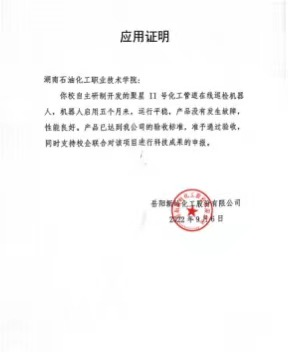 应用证明
湖南石油化工职业技术学院：
你校自主研制开发的聚星 II 号化工管道在线巡检机器
人，机器人启用五个月来，运行平稳，产品没有发生故障，
性能良好。产品已达到我公司的验收标准，准予通过验收，
同时支持校企联合对该项目进行科技成果的申报。
岳阳 化工股份有限公司
2022 年 9 月 6 日